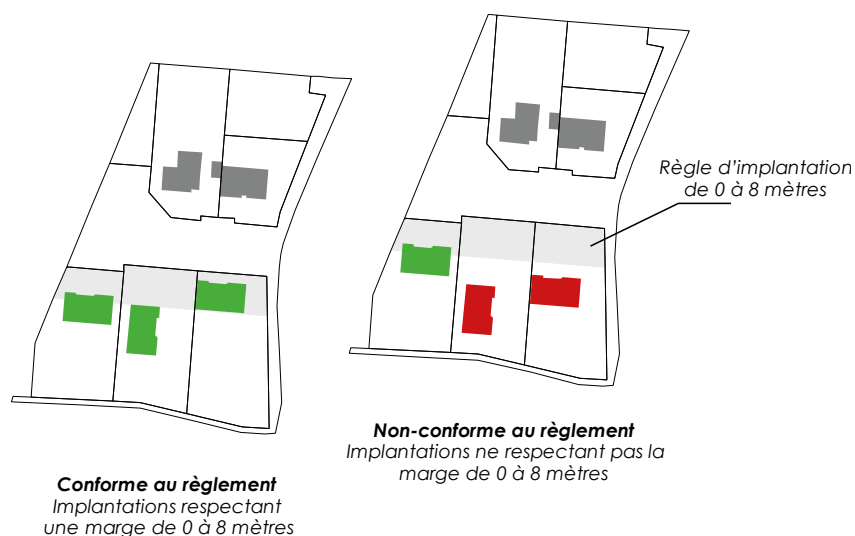 Règle d'implantation
de 0 à 8 mètres
Non-conforme au règlement
Implantations ne respectant pas la
marge de 0 à 8 mètres
Conforme au règlement
Implantations respectant
une marge de 0 à 8 mètres